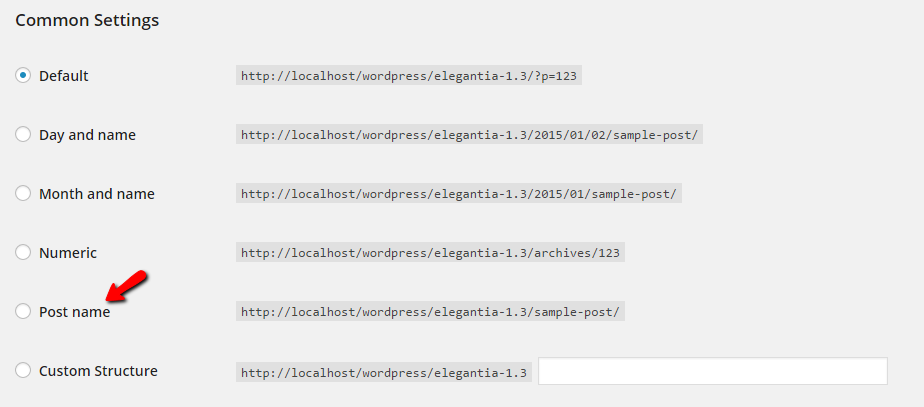 Common Settings
Default http://localhost/wordpress/elegantia-1.3/?p=123
Day and name http://localhost/wordpress/elegantia-1.3/2015/01/02/sample-post/
Month and name http://localhost/wordpress/elegantia-1.3/2015/01/sample-post/
Numeric http://localhost/wordpress/elegantia-1.3/archives/123
Post name http://localhost/wordpress/elegantia-1.3/sample-post/
Custom Structure http://localhost/wordpress/elegantia-1.3